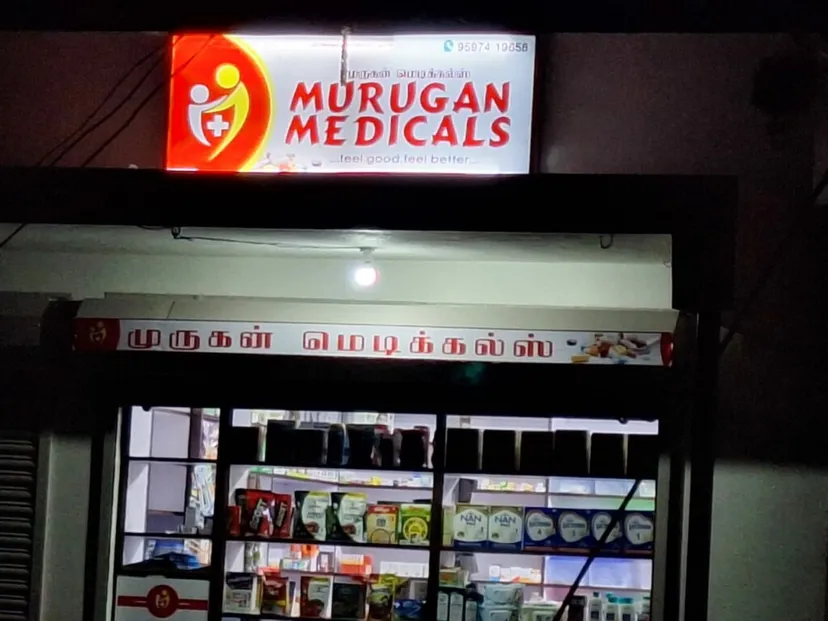 95974 19658
முருகன் மெடிக்கல்ஸ்
MURUGAN
MEDICALS
...feel good.feel better...
முருகன் மெடிக்கல்ஸ்
NAN NAN